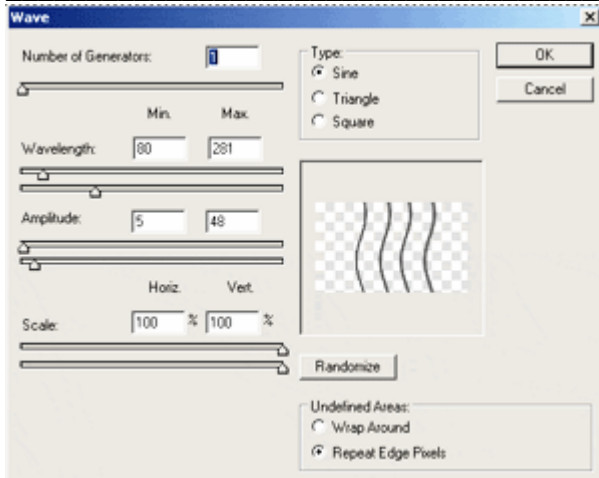 Wave
Number of Generators: 1
Min. Max.
Wavelength: 80 281
Amplitude: 5 48
Horiz. Vert.
Scale: 100 % 100 %
Type:
Sine
Triangle
Square
OK
Cancel
Randomize
Undefined Areas:
Wrap Around
Repeat Edge Pixels